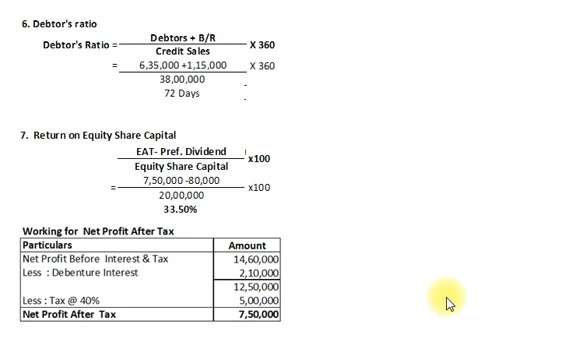 6. Debtor's ratio
Debtor's Ratio = Debtors + B/R X 360
Credit Sales
= 6,35,000 +1,15,000 X 360
38,00,000
72 Days
7. Return on Equity Share Capital
EAT- Pref. Dividend x100
Equity Share Capital
= 7,50,000 -80,000 x100
20,00,000
33.50%
Working for Net Profit After Tax
Particulars Amount
Net Profit Before Interest & Tax 14,60,000
Less : Debenture Interest 2,10,000
12,50,000
Less : Tax @ 40% 5,00,000
Net Profit After Tax 7,50,000